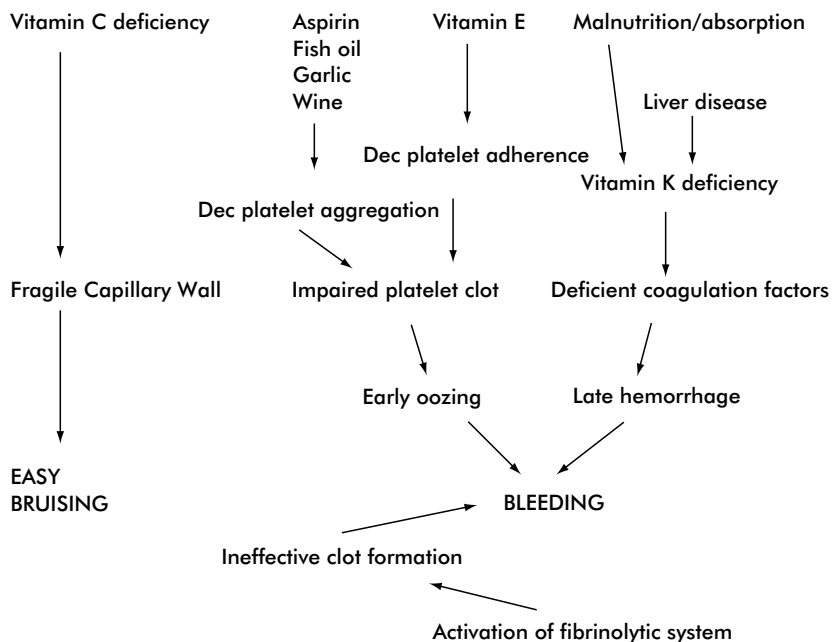 Vitamin C deficiency
Aspirin
Fish oil
Garlic
Wine
Vitamin E
Malnutrition/absorption
Liver disease
Dec platelet adherence
Vitamin K deficiency
Dec platelet aggregation
Fragile Capillary Wall
Impaired platelet clot
Deficient coagulation factors
Early oozing
Late hemorrhage
EASY
BRUISING
BLEEDING
Ineffective clot formation
Activation of fibrinolytic system